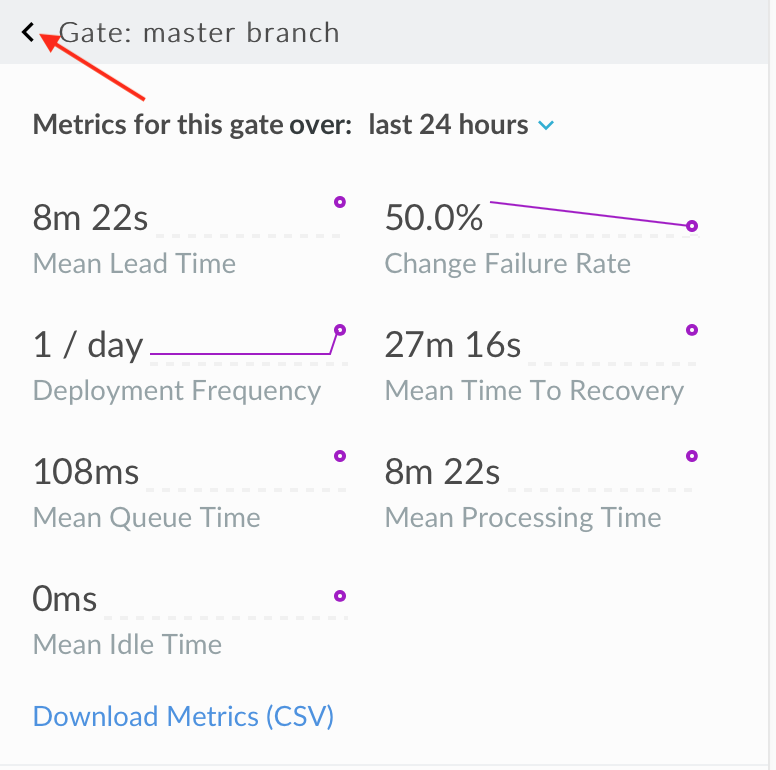 Gate: master branch
Metrics for this gate over: last 24 hours
8m 22s
Mean Lead Time
50.0%
Change Failure Rate
1 / day
Deployment Frequency
27m 16s
Mean Time To Recovery
108ms
Mean Queue Time
8m 22s
Mean Processing Time
0ms
Mean Idle Time
Download Metrics (CSV)